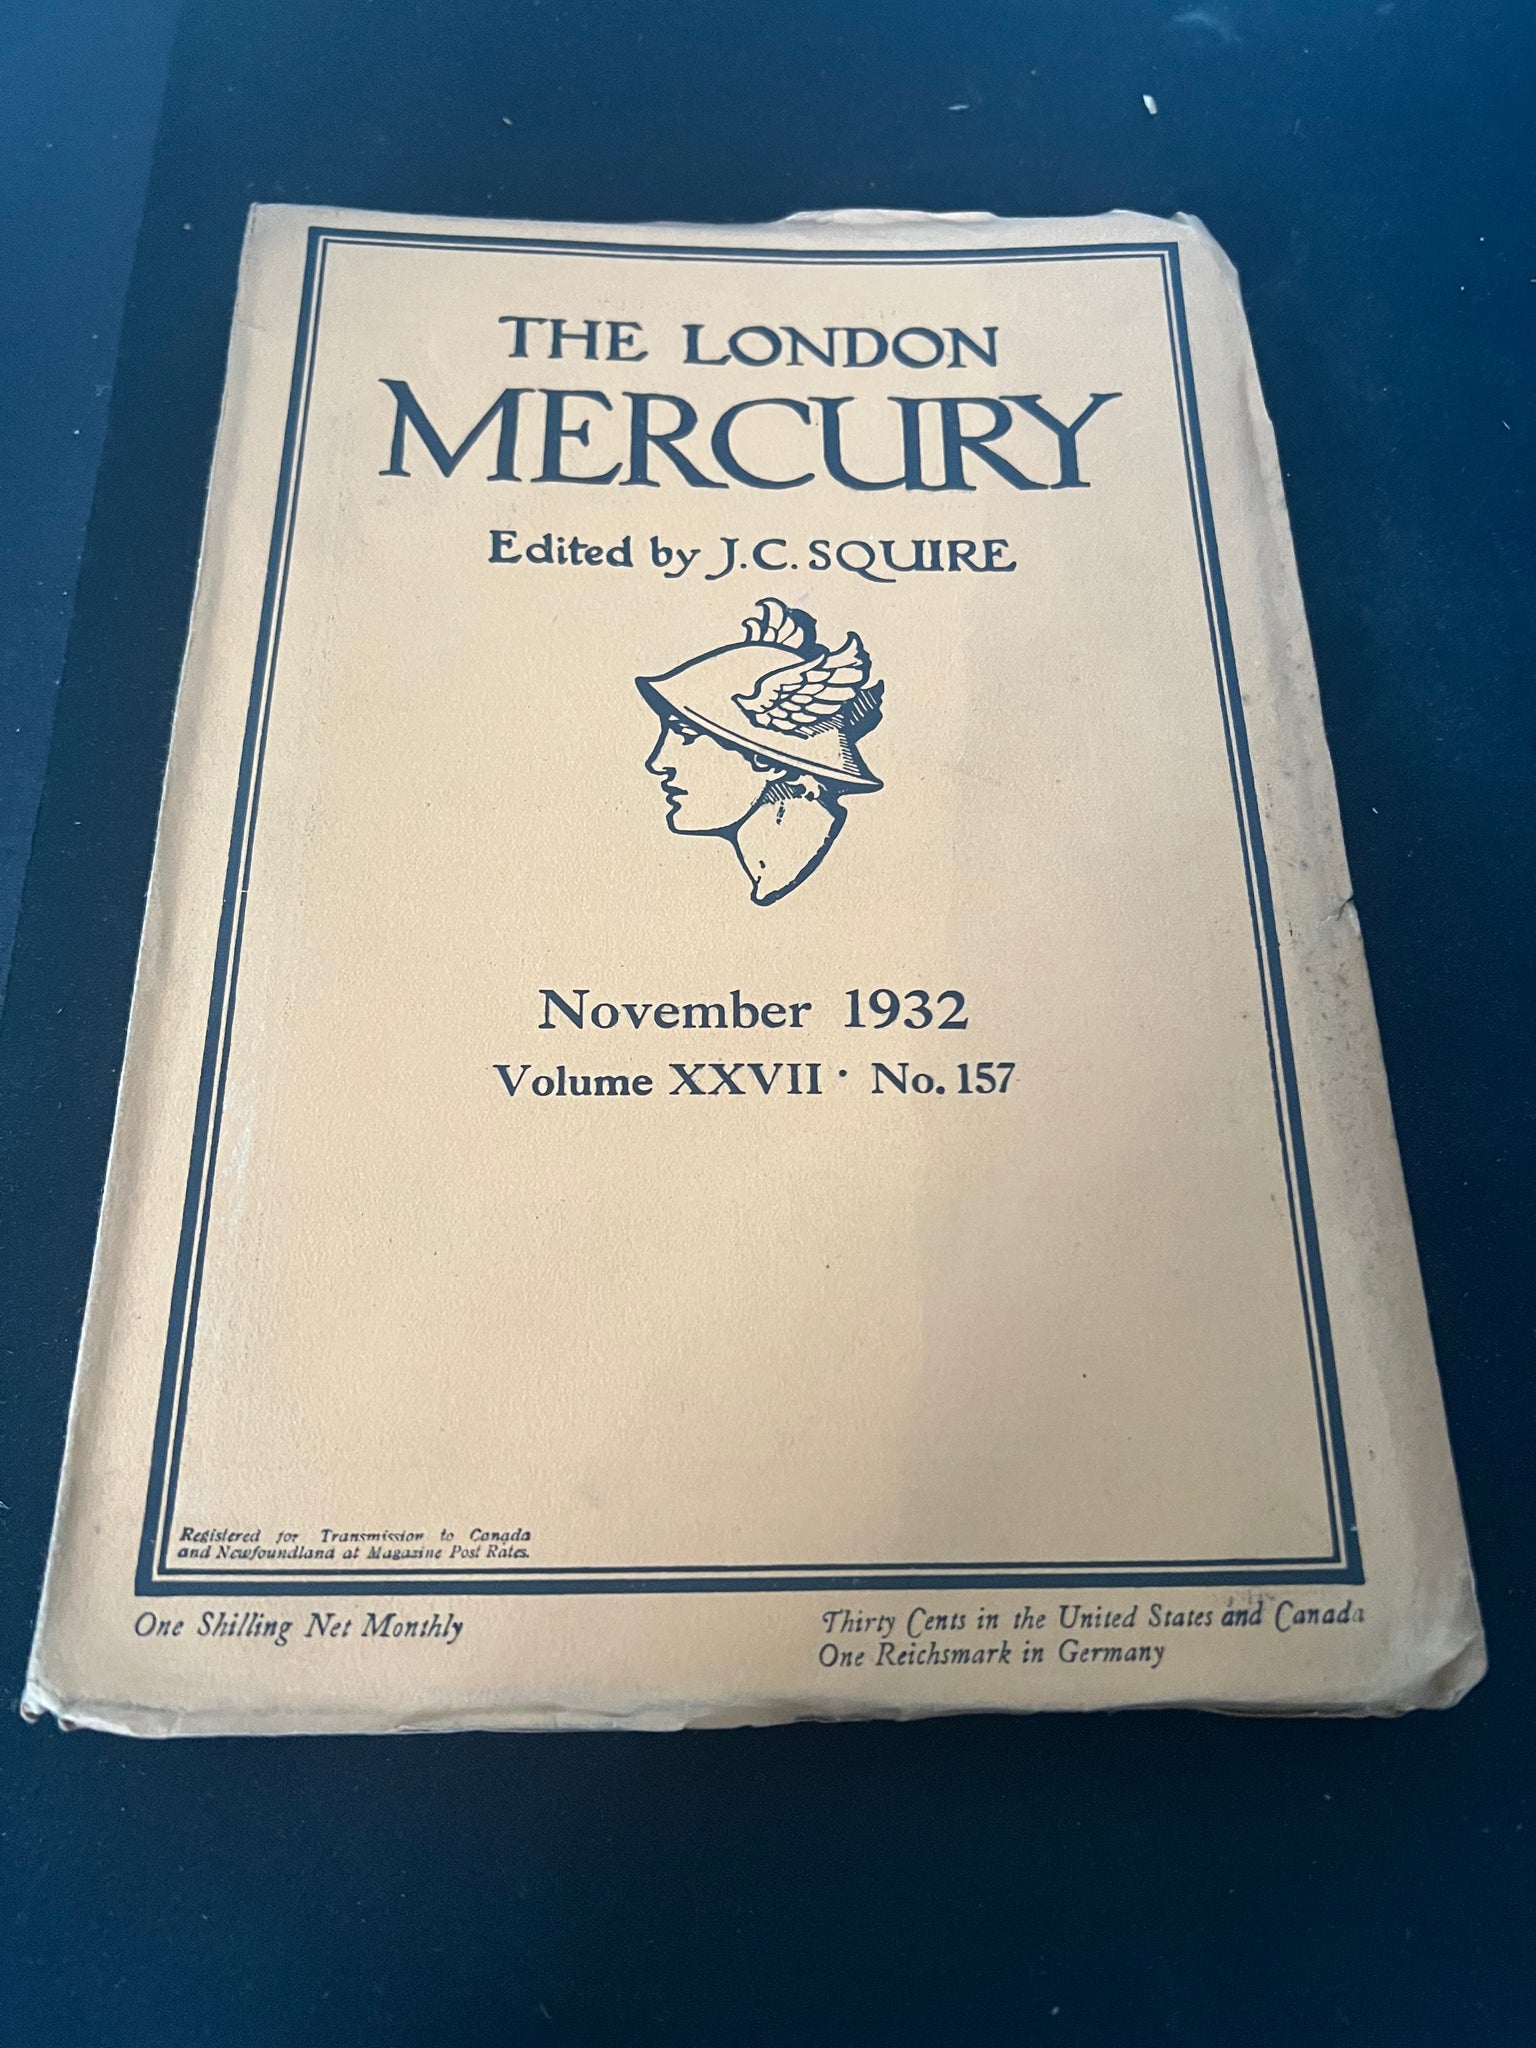 THE LONDON
MERCURY
Edited by J.C. SQUIRE
November 1932
Volume XXVII · No. 157
Registered for Transmission to Canada
and Newfoundland at Magazine Post Rates.
One Shilling Net Monthly
Thirty Cents in the United States and Canada
One Reichsmark in Germany